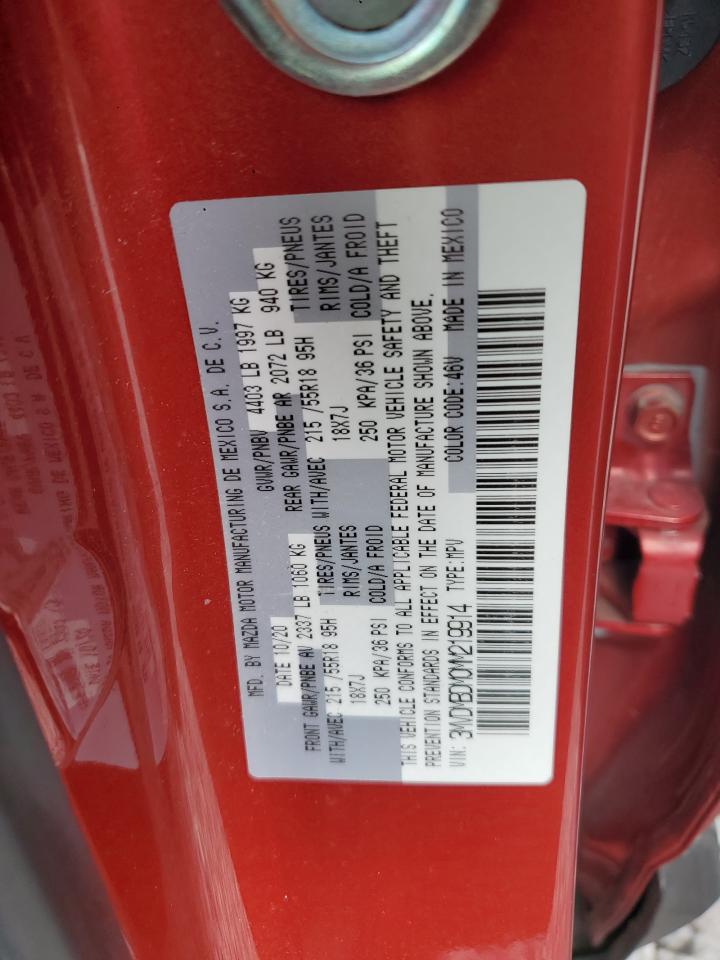 MFD. BY MAZDA MOTOR MANUFACTURING DE MEXICO S.A. DE C.V.
DATE 10/20 GVWR/PNBV 4403 LB 1997 KG
FRONT GAWR/PNBE AV 2337 LB 1060 KG REAR GAWR/PNBE AR 2072 LB 940 KG
WITH/AVEC 215 /55R18 95H TIRES/PNEUS WITH/AVEC 215 /55R18 95H TIRES/PNEUS
18X7J RIMS/JANTES 18X7J RIMS/JANTES
250 KPA/36 PSI COLD/A FROID 250 KPA/36 PSI COLD/A FROID
THIS VEHICLE CONFORMS TO ALL APPLICABLE FEDERAL MOTOR VEHICLE SAFETY AND THEFT
PREVENTION STANDARDS IN EFFECT ON THE DATE OF MANUFACTURE SHOWN ABOVE.
VIN: TYPE:MPV COLOR CODE:46V MADE IN MEXICO